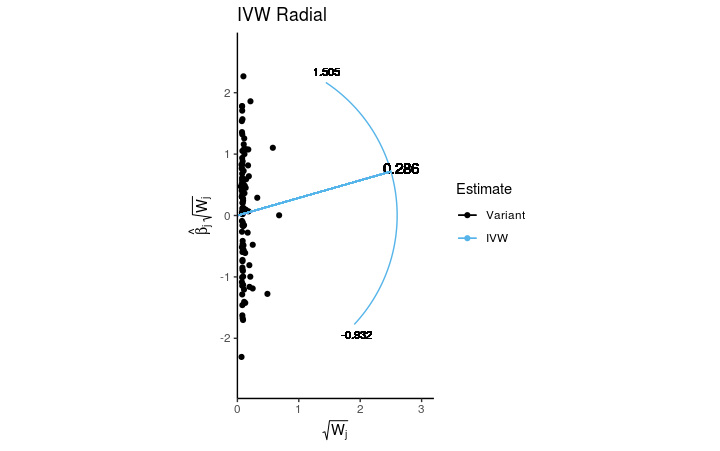 IVW Radial
1.505
2
0.286
1
Estimate
Variant
β̂ⱼ√Wⱼ
0
IVW
-1
-0.932
-2
0 1 2 3
√Wⱼ